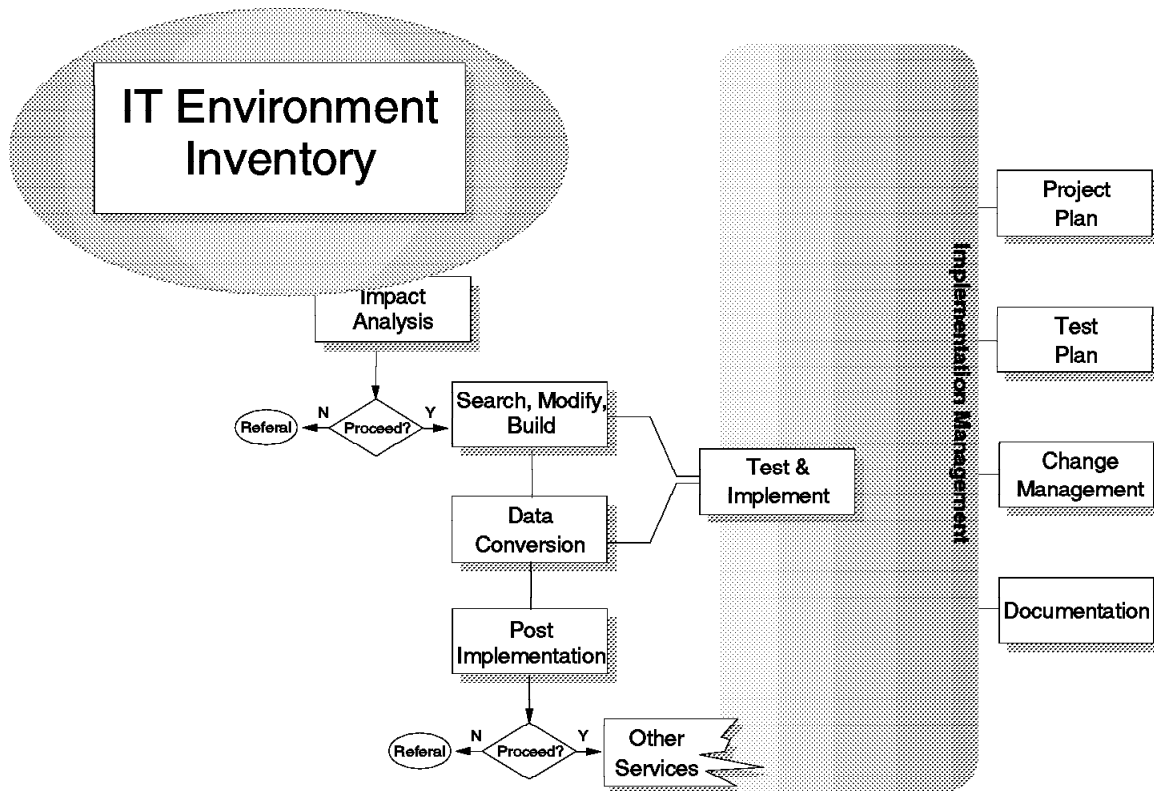 IT Environment
Inventory
Impact
Analysis
N
Y
Referal
Proceed?
Search, Modify,
Build
Data
Conversion
Post
Implementation
N
Y
Referal
Proceed?
Other
Services
Test &
Implement
Implementation Management
Project
Plan
Test
Plan
Change
Management
Documentation